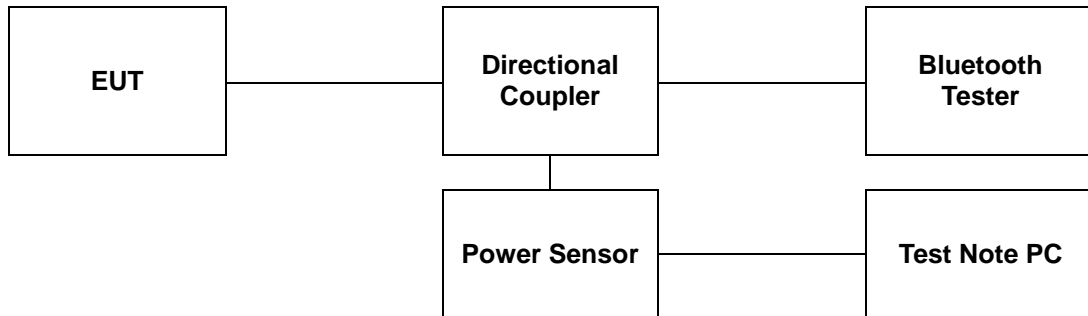 EUT
Directional
Coupler
Bluetooth
Tester
Power Sensor
Test Note PC